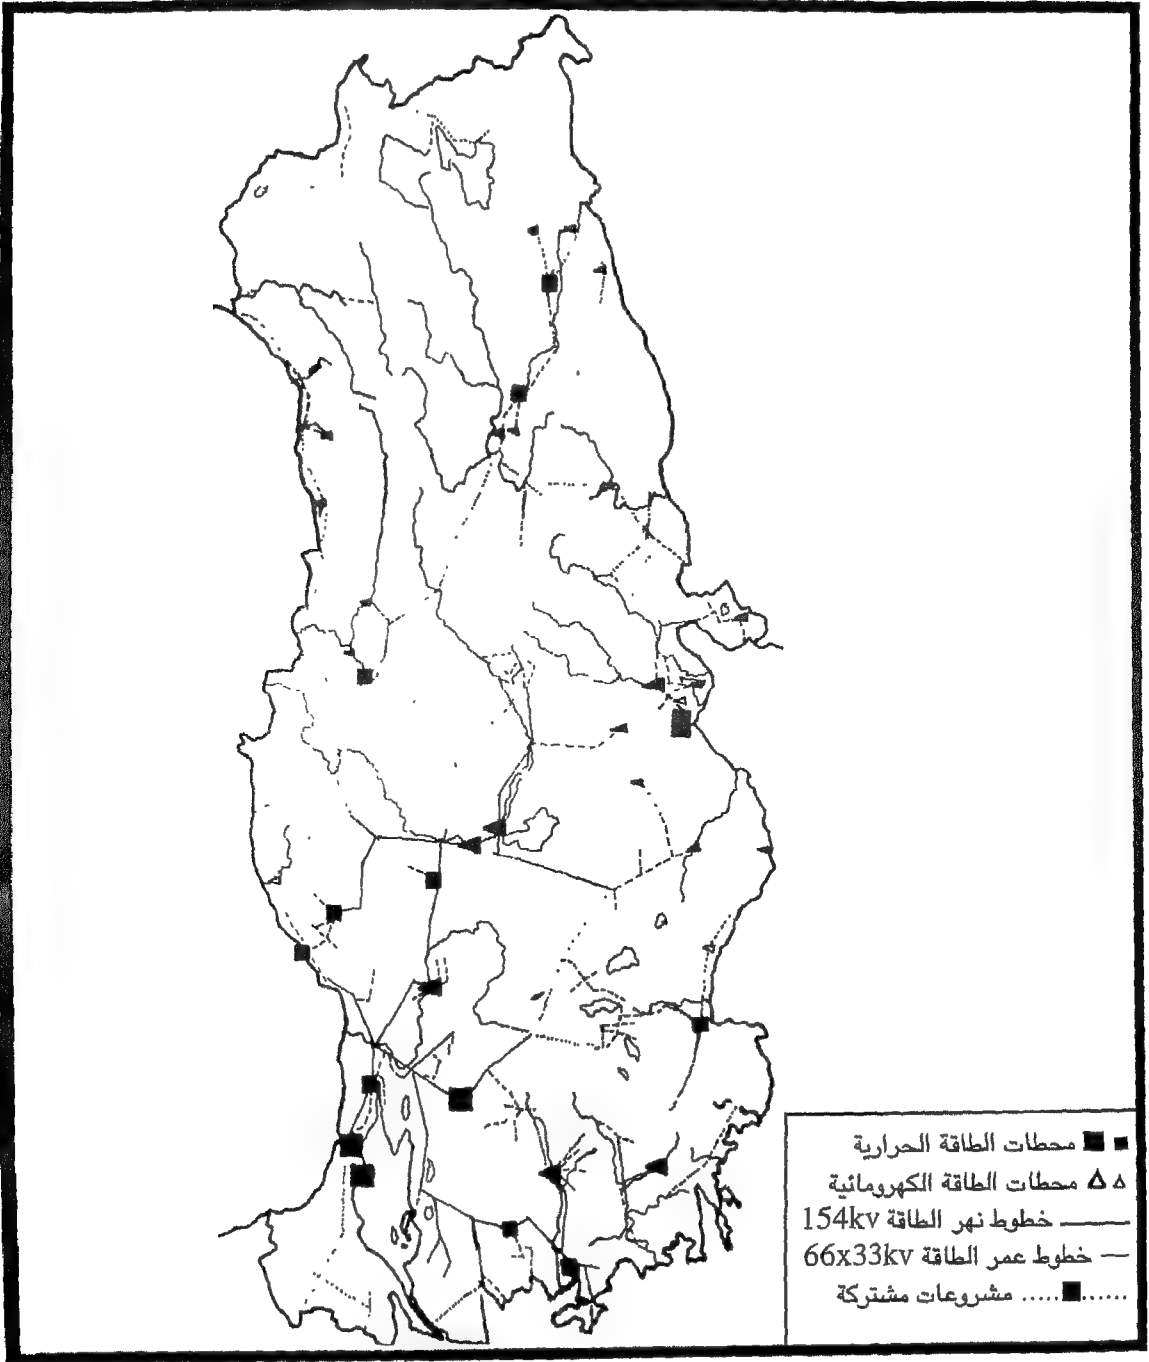 محطات الطاقة الحرارية
محطات الطاقة الكهرومائية
خطوط نهر الطاقة 154kv
خطوط عمر الطاقة 66x33kv
مشروعات مشتركة